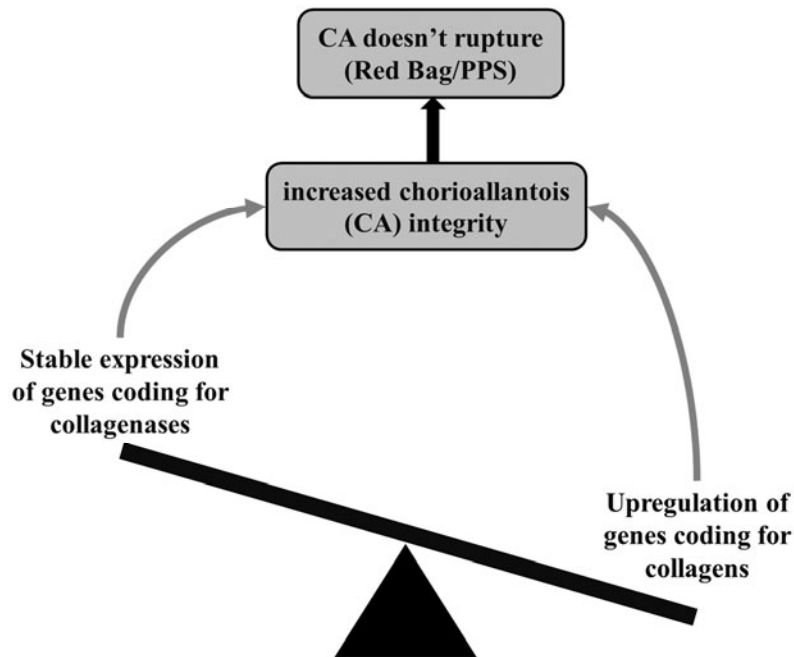 CA doesn’t rupture
(Red Bag/PPS)
increased chorioallantois
(CA) integrity
Stable expression
of genes coding for
collagenases
Upregulation of
genes coding for
collagens